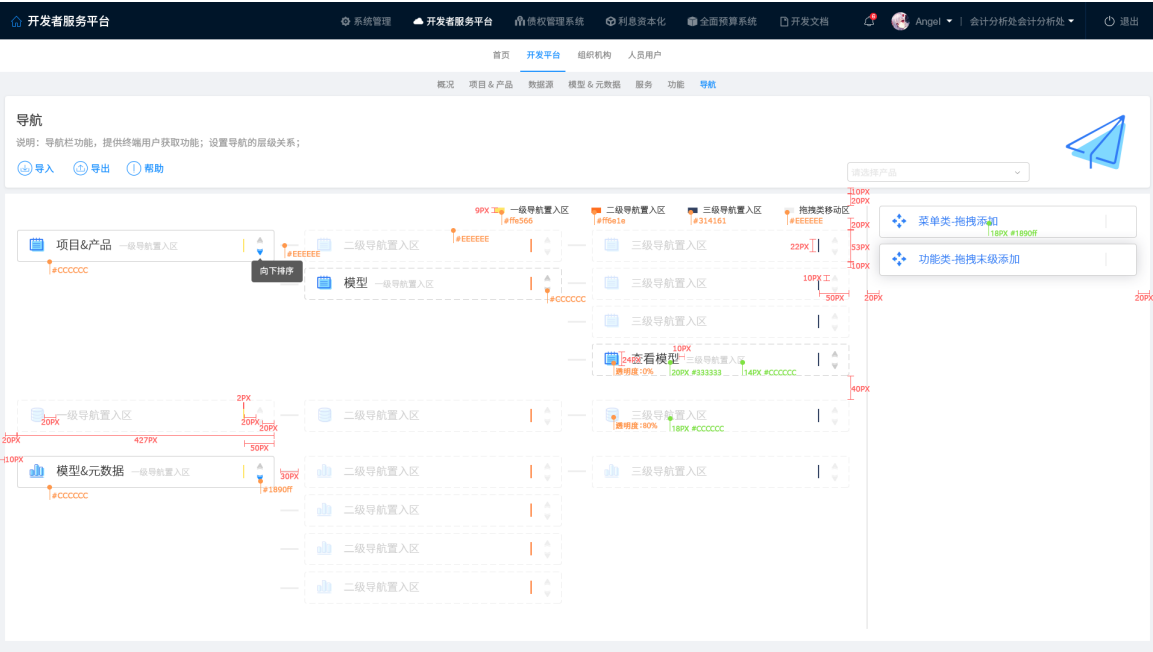 开发者服务平台 系统管理 开发者服务平台 债权管理系统 利息资本化 全面预算系统 开发文档 6 Angel 会计分析处会计分析处 退出
首页 开发平台 组织机构 人员用户
概况 项目&产品 数据源 模型&元数据 服务 功能 导航
导航
说明：导航栏功能，提供终端用户获取功能；设置导航的层级关系；
导入 导出 帮助
请选择产品
10PX
20PX
9PX 一级导航置入区 二级导航置入区 三级导航置入区 拖拽类移动区
#ffe566 #ff6e1e #314161 #EEEEEE 20PX
菜单类-拖拽添加
18PX #1890ff
项目&产品 一级导航置入区 #EEEEEE 二级导航置入区 #EEEEEE 三级导航置入区 22PX 53PX
功能类-拖拽末级添加
#CCCCCC 向下排序 10PX
模型 一级导航置入区 三级导航置入区 10PX
#CCCCCC 50PX 20PX 20PX
三级导航置入区
10PX
24PX 查看模型 三级导航置入区
透明度:0% 20PX #333333 14PX #CCCCCC
40PX
2PX
一级导航置入区 二级导航置入区 三级导航置入区
20PX 20PX 20PX 透明度:80% 18PX #CCCCCC
20PX 427PX
50PX
10PX
模型&元数据 一级导航置入区 30PX 二级导航置入区 三级导航置入区
#CCCCCC #1890ff
二级导航置入区
二级导航置入区
二级导航置入区